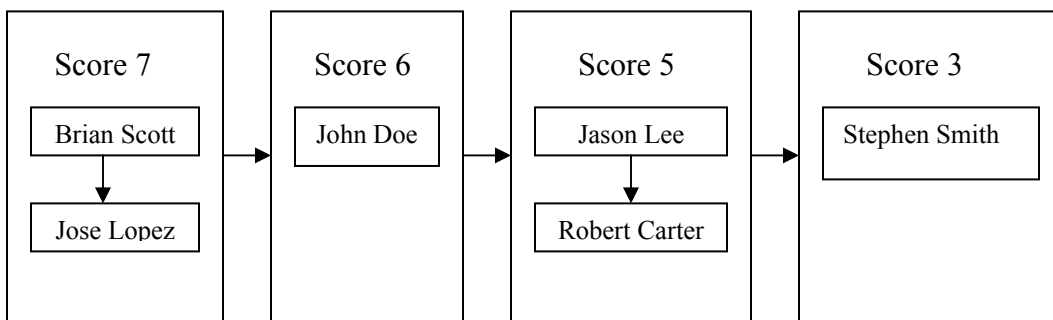 Score 7
Brian Scott
Jose Lopez
Score 6
John Doe
Score 5
Jason Lee
Robert Carter
Score 3
Stephen Smith